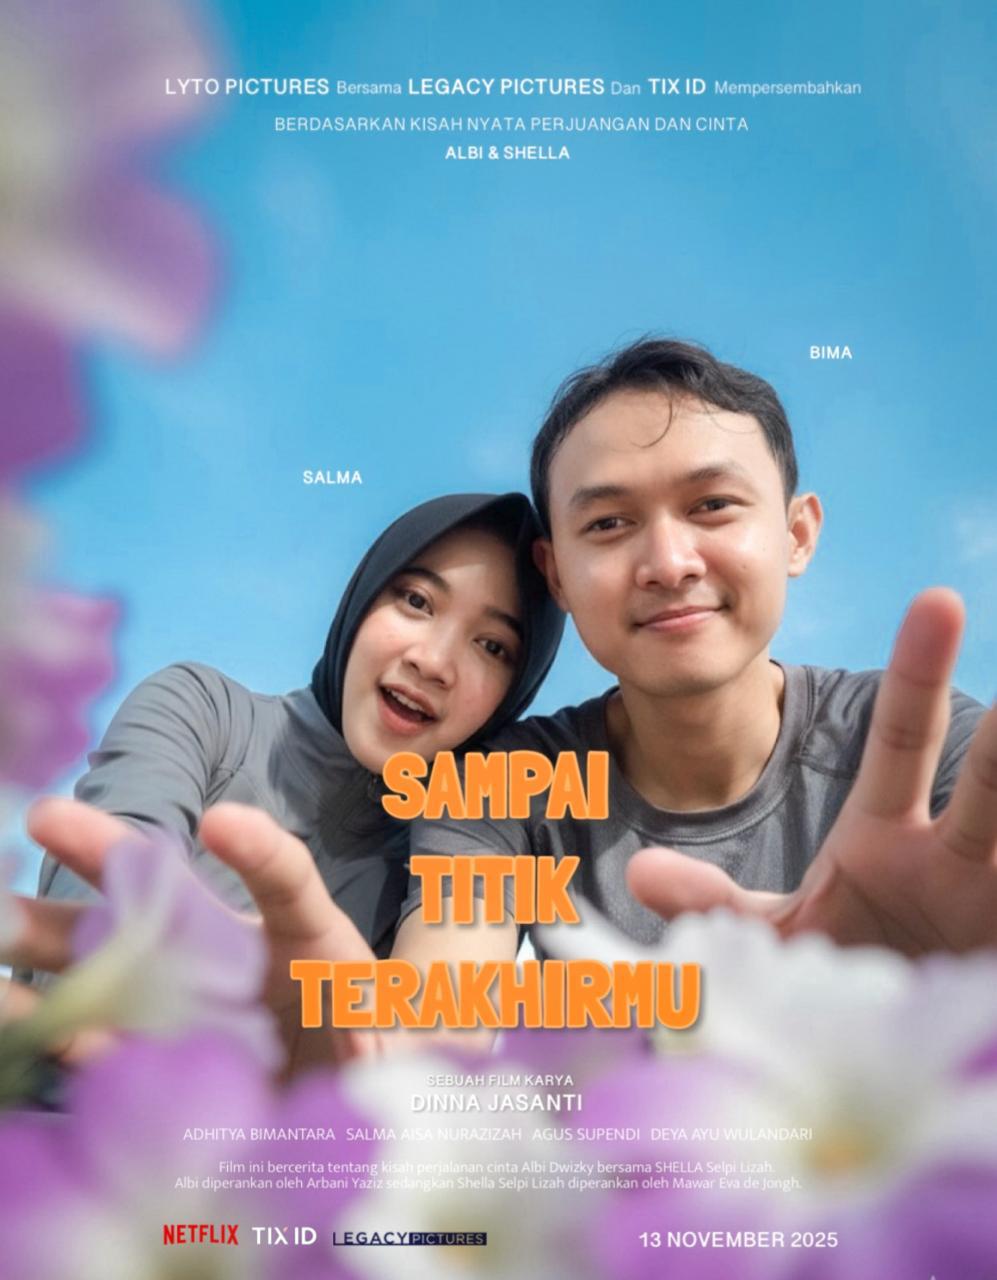 LYTO PICTURES Bersama LEGACY PICTURES Dan TIX ID Mempersembahkan
BERDASARKAN KISAH NYATA PERJUANGAN DAN CINTA
ALBI & SHELLA
BIMA
SALMA
SAMPAI
TITIK
TERAKHIRMU
SEBUAH FILM KARYA
DINNA JASANTI
ADHITYA BIMANTARA SALMA AISA NURAZIZAH AGUS SUPENDI DEYA AYU WULANDARI
Film ini bercerita tentang kisah perjalanan cinta Albi Dwizky bersama SHELLA Selpi Lizah.
Albi diperankan oleh Arbani Yaziz sedangkan Shella Selpi Lizah diperankan oleh Mawar Eva de Jongh.
NETFLIX TIX ID LEGACY PICTURES 13 NOVEMBER 2025